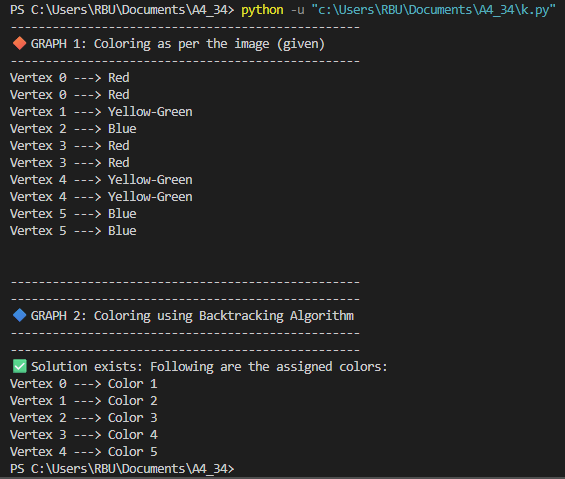 PS C:\Users\RBU\Documents\A4_34> python -u "c:\Users\RBU\Documents\A4_34\k.py"
--------------------------------------------------
🔶 GRAPH 1: Coloring as per the image (given)
--------------------------------------------------
Vertex 0 ---> Red
Vertex 0 ---> Red
Vertex 1 ---> Yellow-Green
Vertex 2 ---> Blue
Vertex 3 ---> Red
Vertex 3 ---> Red
Vertex 4 ---> Yellow-Green
Vertex 4 ---> Yellow-Green
Vertex 5 ---> Blue
Vertex 5 ---> Blue
--------------------------------------------------
--------------------------------------------------
🔷 GRAPH 2: Coloring using Backtracking Algorithm
--------------------------------------------------
--------------------------------------------------
✅ Solution exists: Following are the assigned colors:
Vertex 0 ---> Color 1
Vertex 1 ---> Color 2
Vertex 2 ---> Color 3
Vertex 3 ---> Color 4
Vertex 4 ---> Color 5
PS C:\Users\RBU\Documents\A4_34>